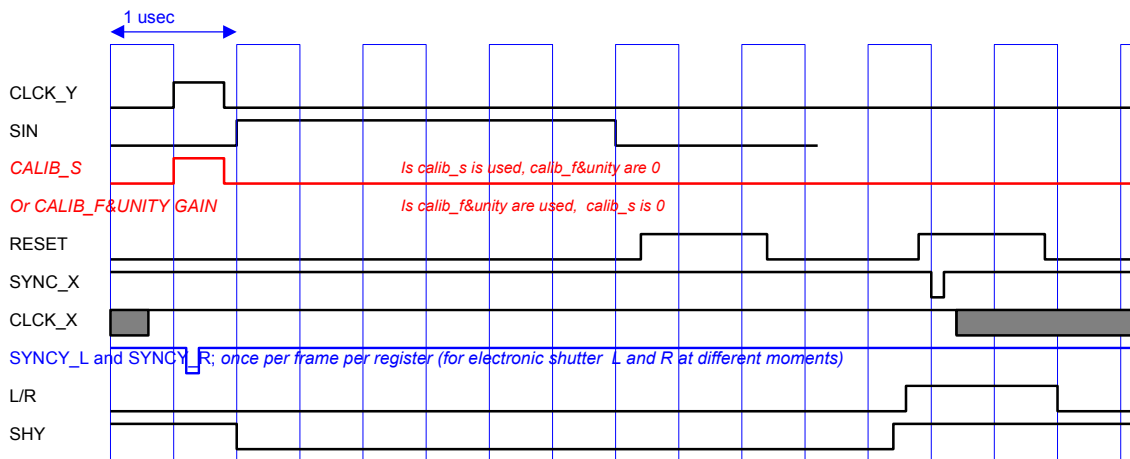 1 usec
CLCK_Y
SIN
CALIB_S Is calib_s is used, calib_f&unity are 0
Or CALIB_F&UNITY GAIN Is calib_f&unity are used, calib_s is 0
RESET
SYNC_X
CLCK_X
SYNCY_L and SYNCY_R; once per frame per register (for electronic shutter L and R at different moments)
L/R
SHY